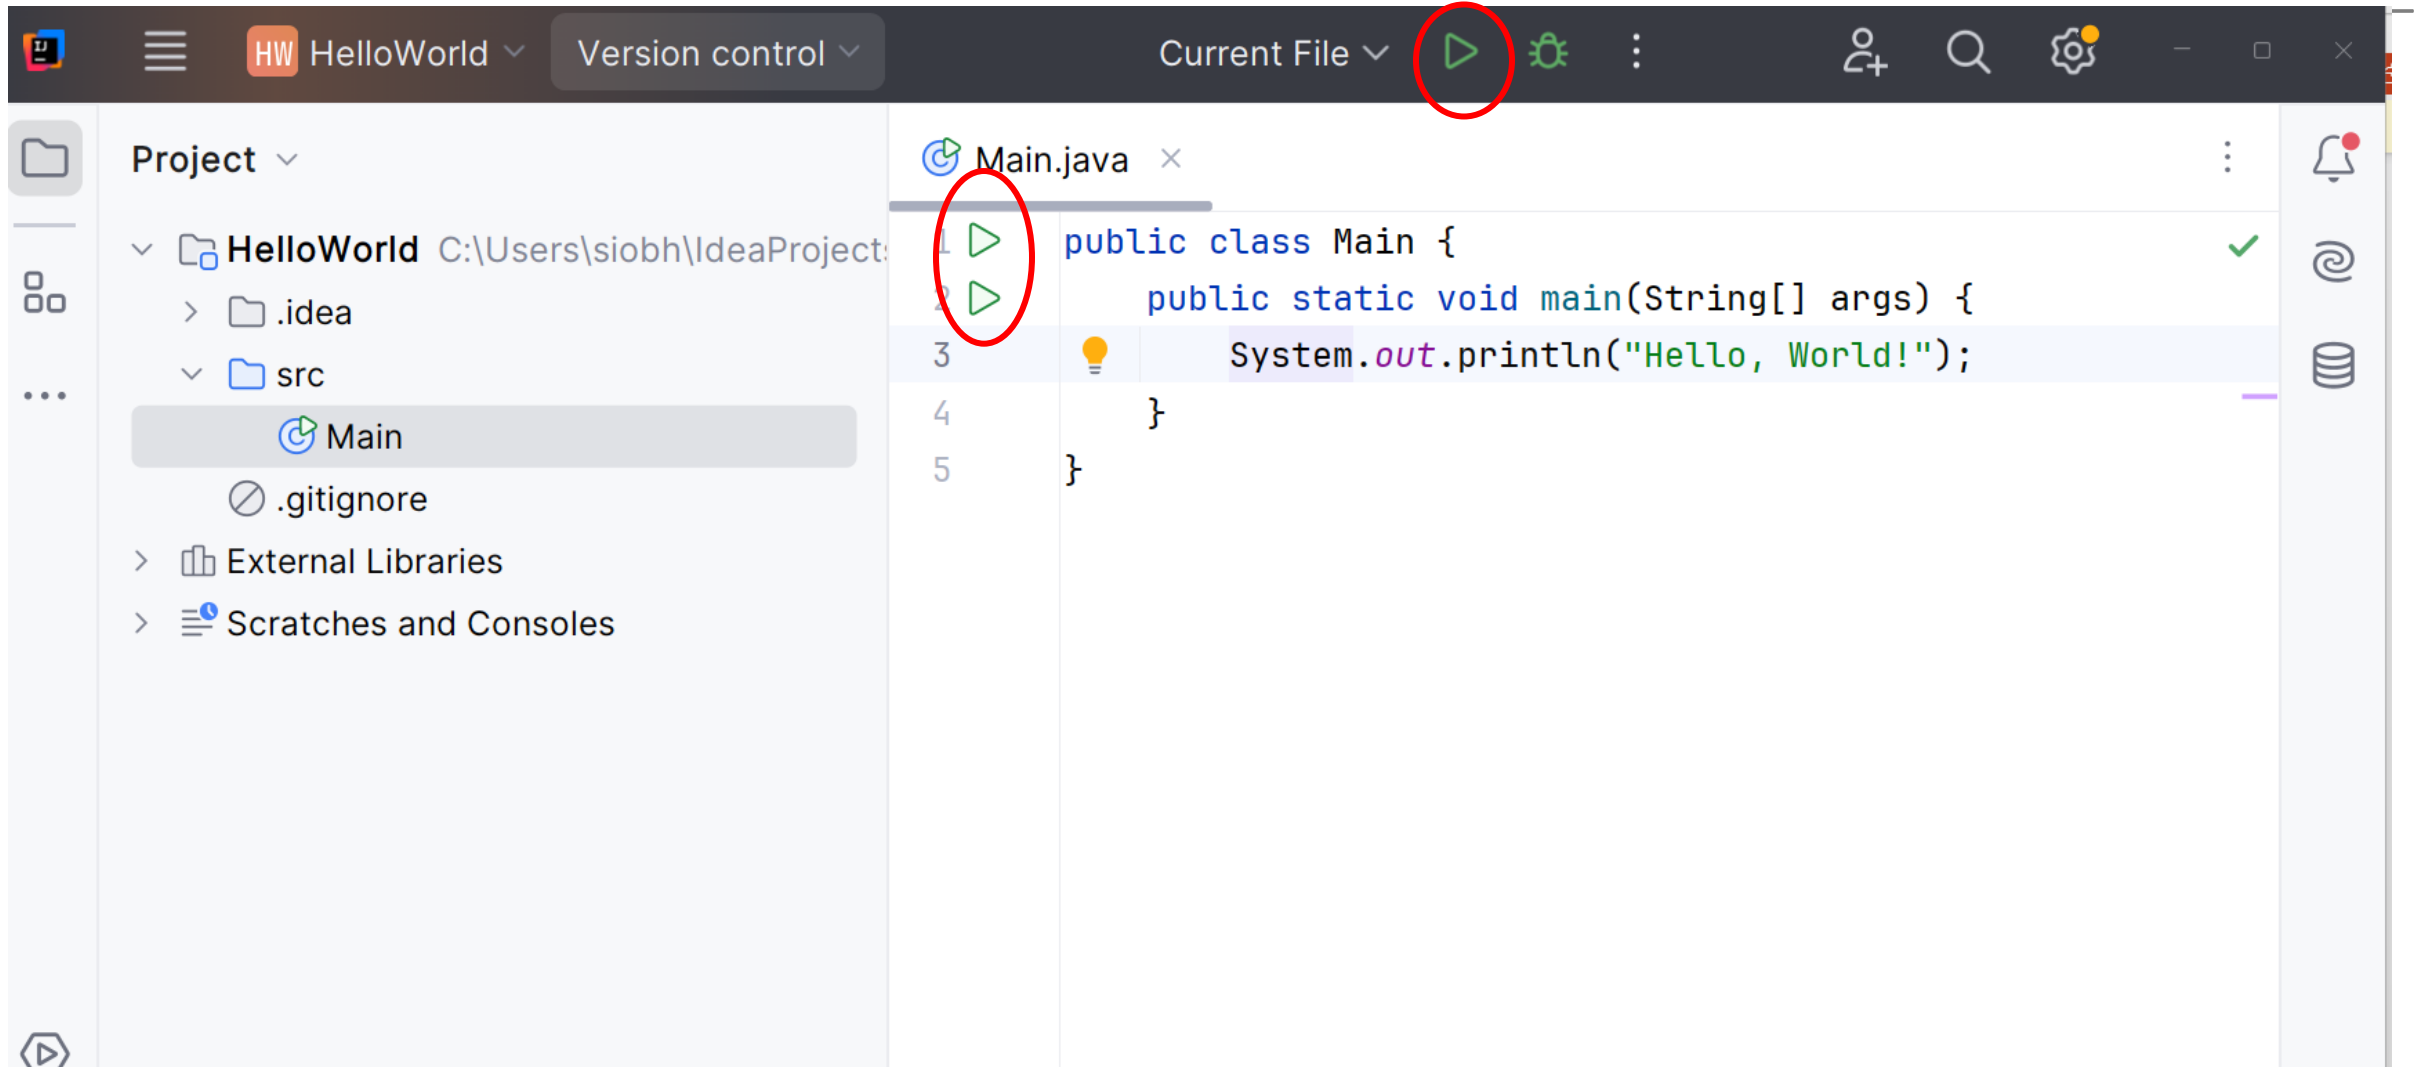 IJ
HW HelloWorld Version control Current File
Project
Main.java
HelloWorld C:\Users\siobh\IdeaProject
.idea
src
Main
.gitignore
External Libraries
Scratches and Consoles
1 public class Main {
2 public static void main(String[] args) {
3 System.out.println("Hello, World!");
4 }
5 }